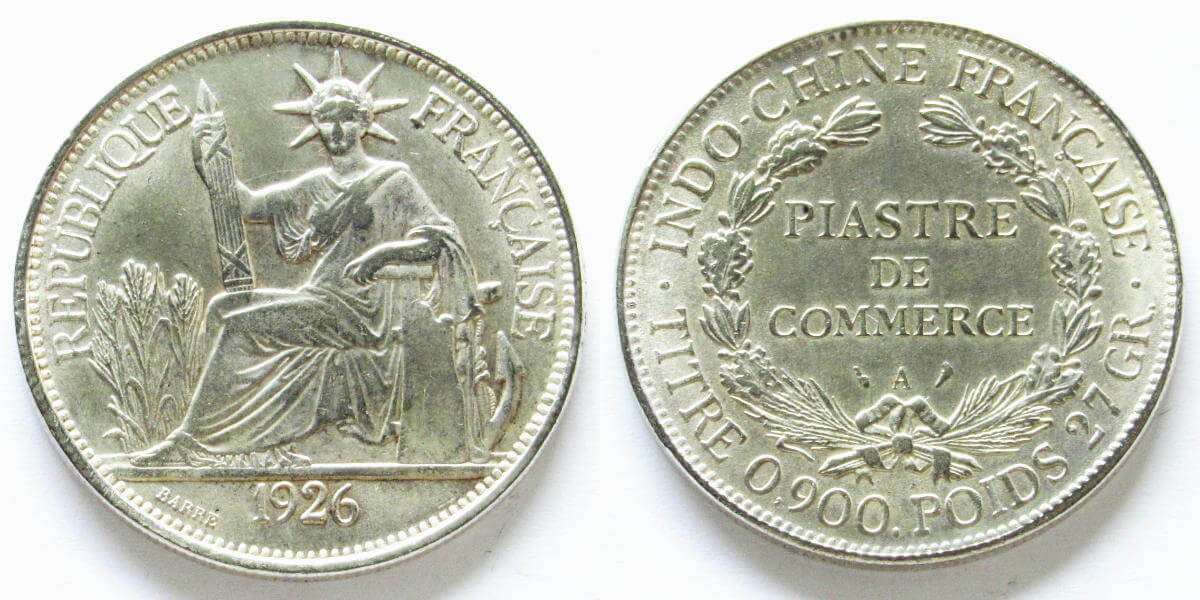 REPUBLIQUE FRANÇAISE
BARRE
1926
INDO-CHINE FRANÇAISE
PIASTRE
DE
COMMERCE
A
· TITRE 0,900. POIDS 27 GR. ·